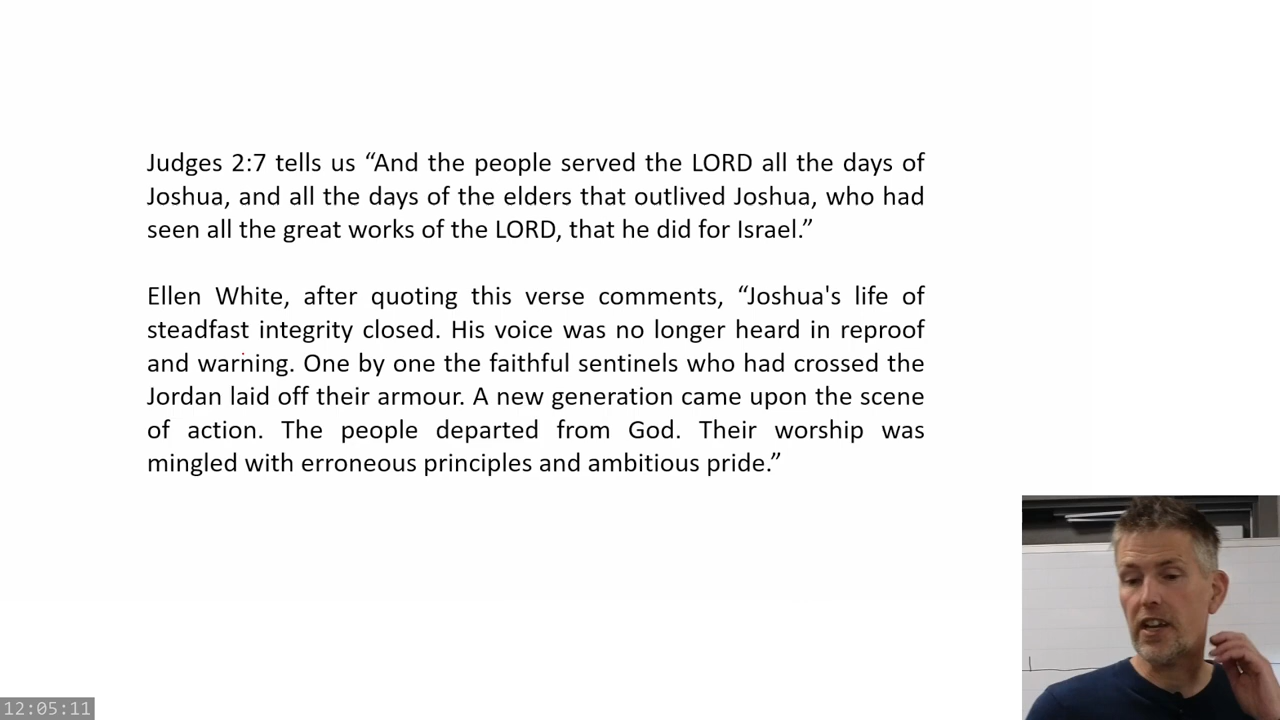 Judges 2:7 tells us “And the people served the LORD all the days of
Joshua, and all the days of the elders that outlived Joshua, who had
seen all the great works of the LORD, that he did for Israel.”
Ellen White, after quoting this verse comments, “Joshua's life of
steadfast integrity closed. His voice was no longer heard in reproof
and warning. One by one the faithful sentinels who had crossed the
Jordan laid off their armour. A new generation came upon the scene
of action. The people departed from God. Their worship was
mingled with erroneous principles and ambitious pride.”
12:05:11